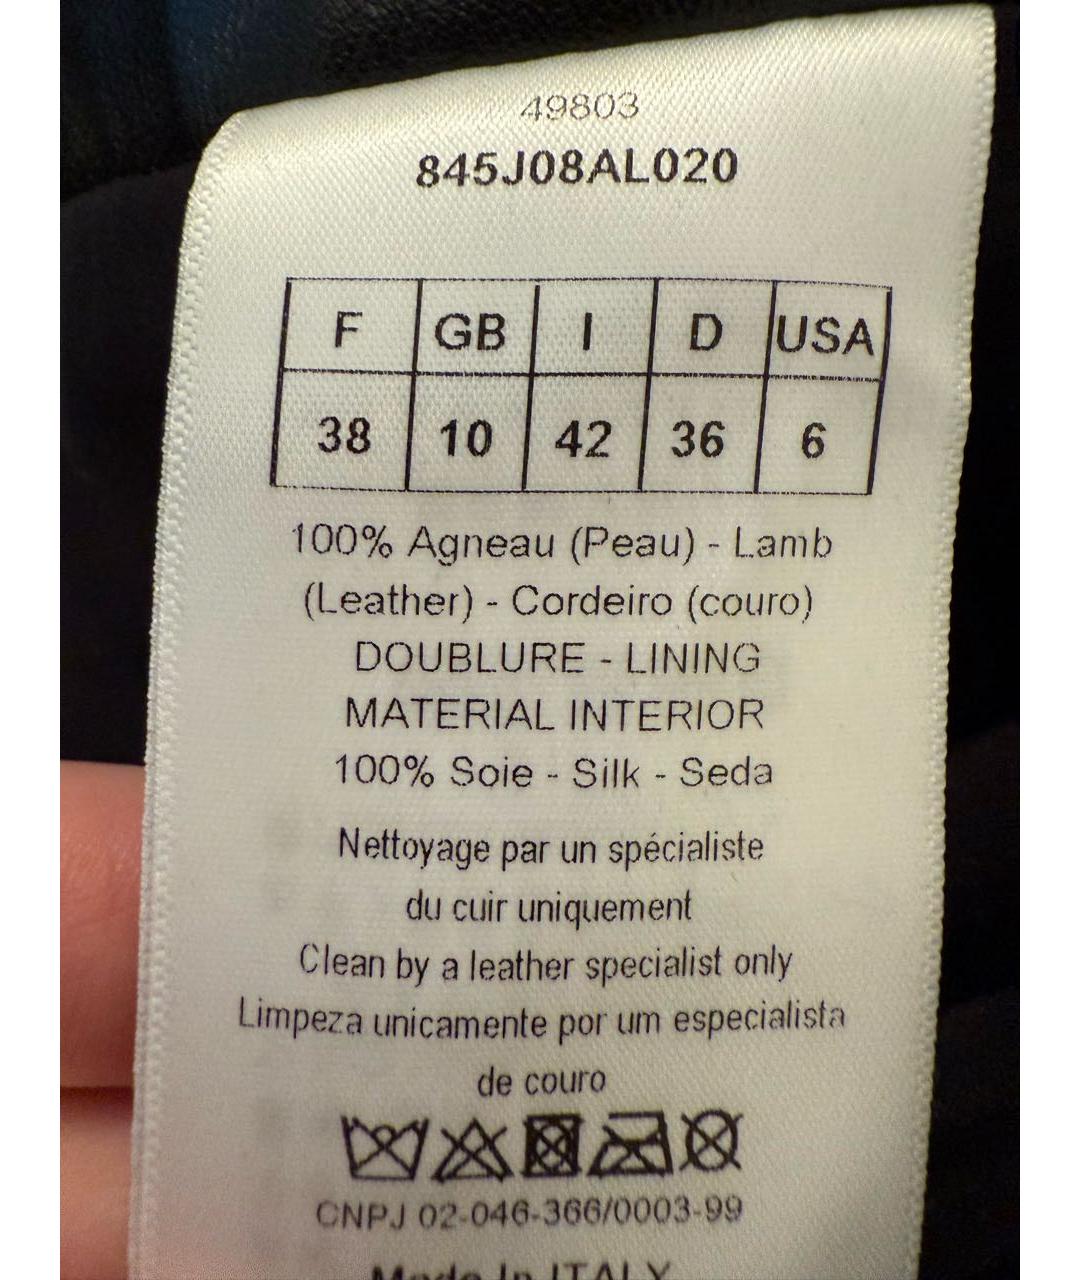 49803
845J08AL020
F GB I D USA
38 10 42 36 6
100% Agneau (Peau) - Lamb
(Leather) - Cordeiro (couro)
DOUBLURE - LINING
MATERIAL INTERIOR
100% Soie - Silk - Seda
Nettoyage par un spécialiste
du cuir uniquement
Clean by a leather specialist only
Limpeza unicamente por um especialista
de couro
CNPJ 02-046-366/0003-99
Made In ITALY